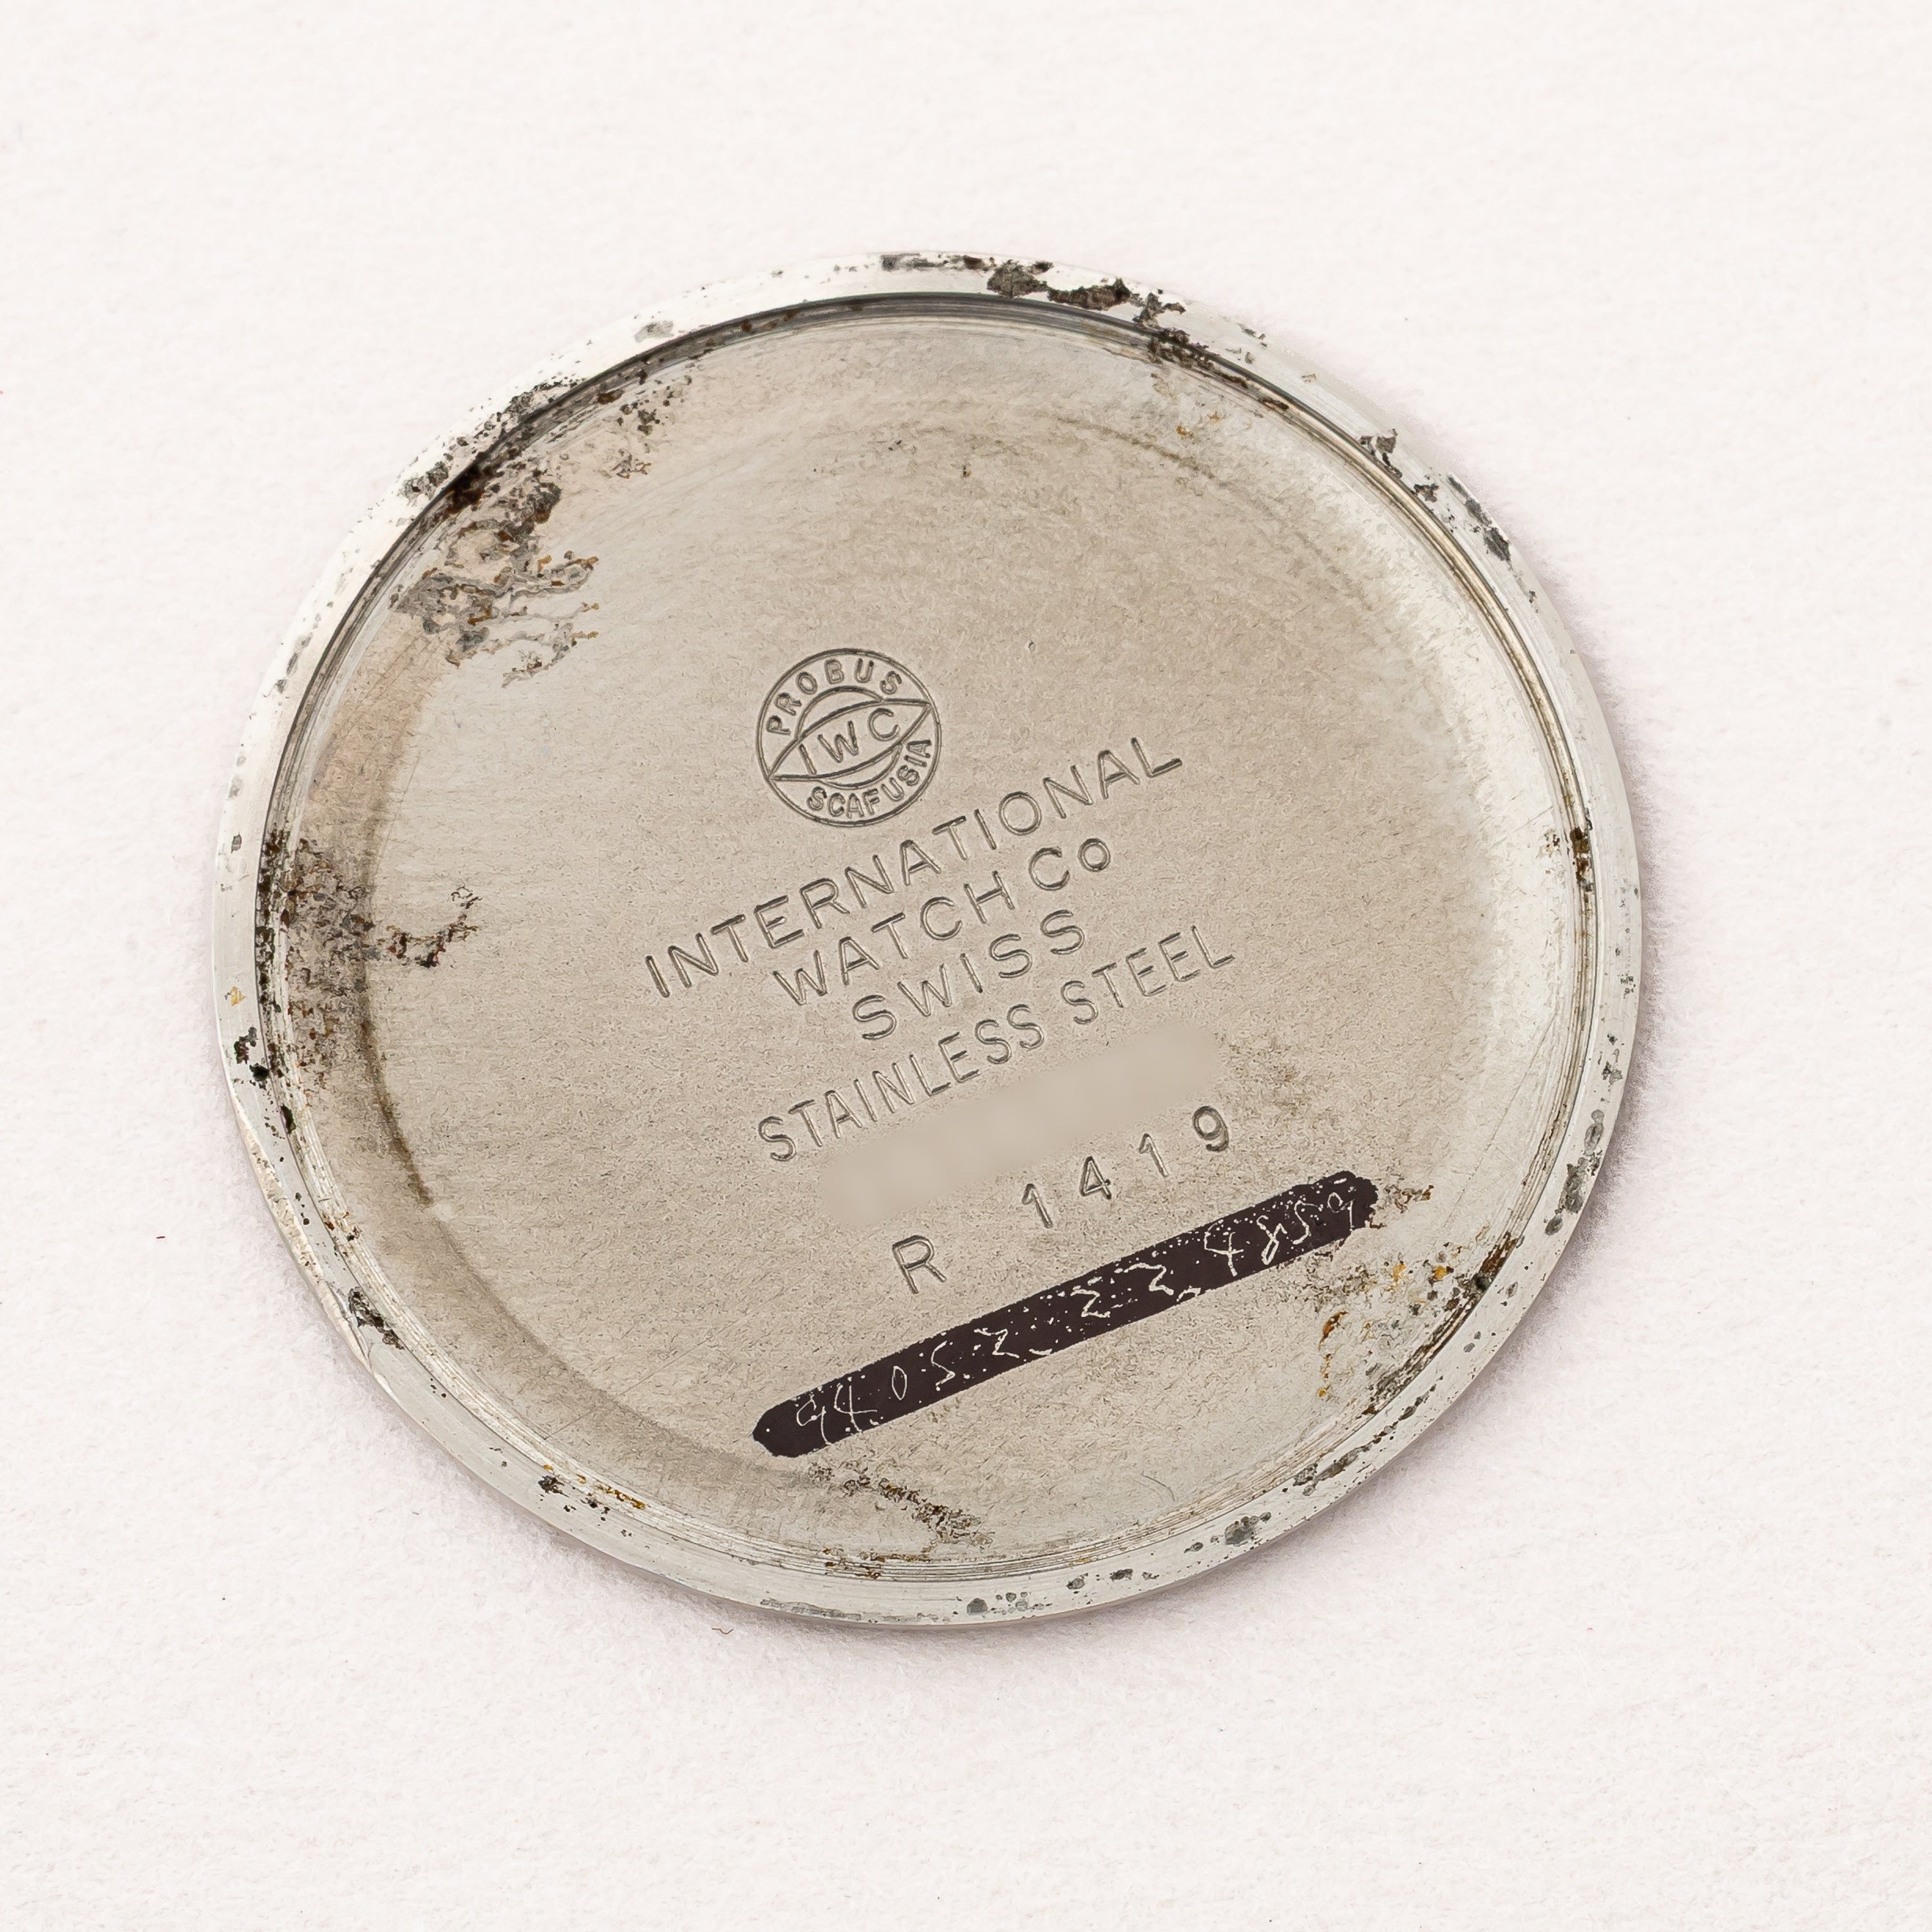 PROBUS
IWC
SCAFUSIA
INTERNATIONAL
WATCH Co
SWISS
STAINLESS STEEL
R 1419